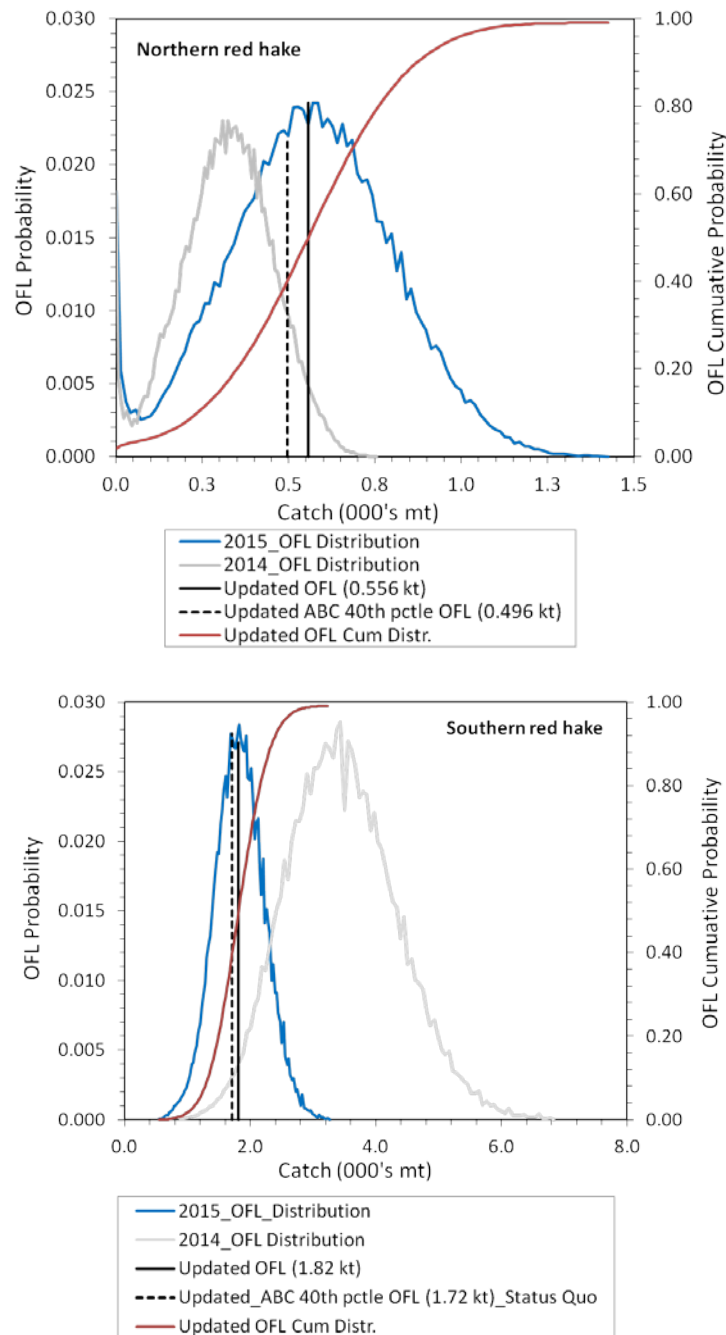 Northern red hake
0.030
0.025
0.020
0.015
0.010
0.005
0.000
OFL Probability
1.00
0.80
0.60
0.40
0.20
0.00
OFL Cumuative Probability
0.0 0.3 0.5 0.8 1.0 1.3 1.5
Catch (000's mt)
2015_OFL Distribution
2014_OFL Distribution
Updated OFL (0.556 kt)
Updated ABC 40th pctle OFL (0.496 kt)
Updated OFL Cum Distr.
Southern red hake
0.030
0.025
0.020
0.015
0.010
0.005
0.000
OFL Probability
1.00
0.80
0.60
0.40
0.20
0.00
OFL Cumuative Probability
0.0 2.0 4.0 6.0 8.0
Catch (000's mt)
2015_OFL_Distribution
2014_OFL Distribution
Updated OFL (1.82 kt)
Updated_ABC 40th pctle OFL (1.72 kt)_Status Quo
Updated OFL Cum Distr.